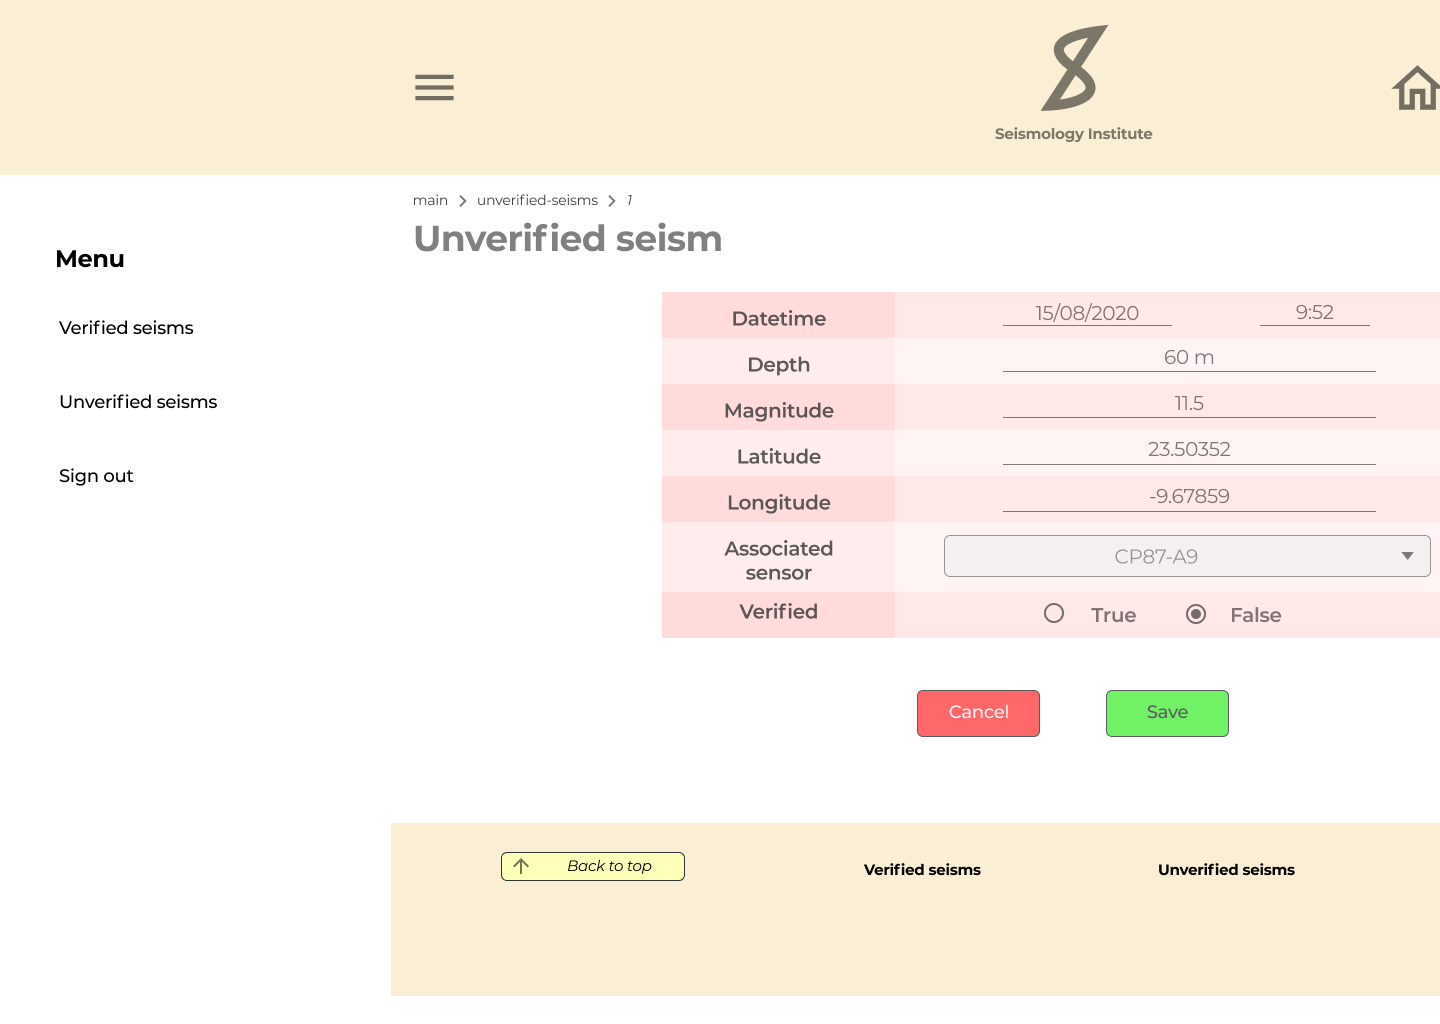 Seismology Institute
main > unverified-seisms > 1
Unverified seism
Menu
Verified seisms
Unverified seisms
Sign out
Datetime 15/08/2020 9:52
Depth 60 m
Magnitude 11.5
Latitude 23.50352
Longitude -9.67859
Associated
sensor
CP87-A9
Verified True False
Cancel Save
Back to top Verified seisms Unverified seisms